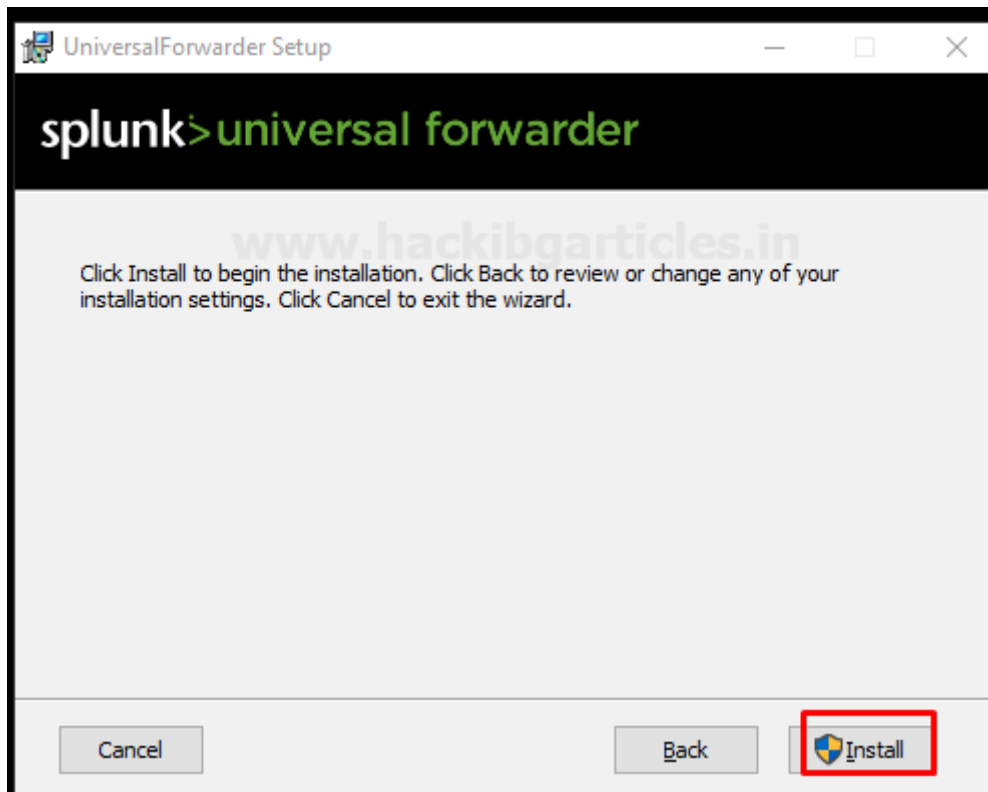 UniversalForwarder Setup
splunk>universal forwarder
www.hackibgarticles.in
Click Install to begin the installation. Click Back to review or change any of your
installation settings. Click Cancel to exit the wizard.
Cancel
Back
Install